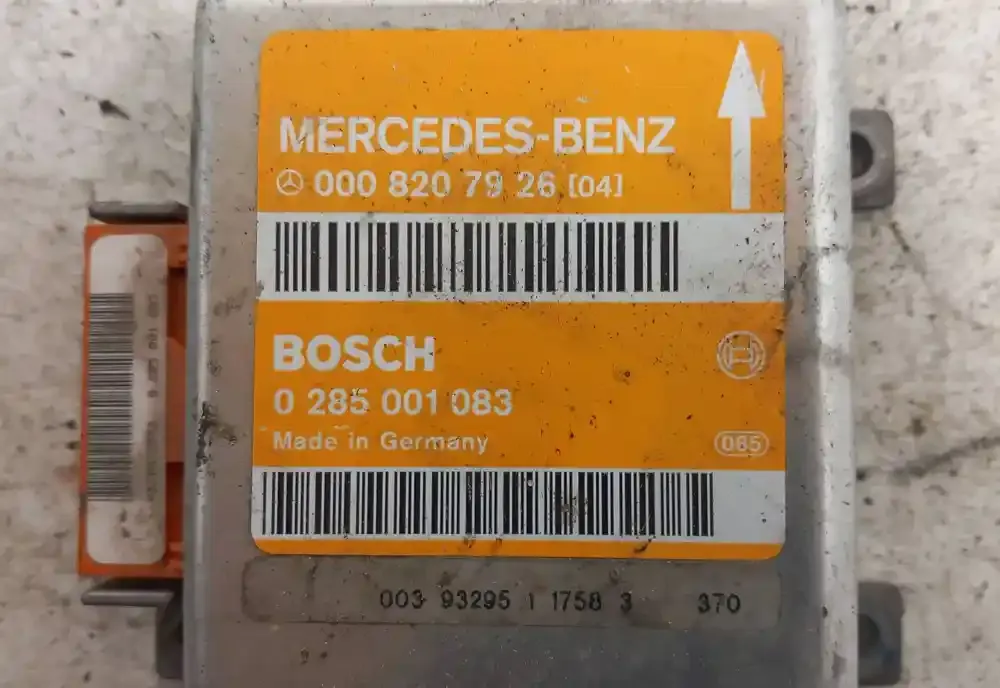 MERCEDES-BENZ
000 820 79 26 [04]
BOSCH
0 285 001 083
Made in Germany
065
003 93295 1 1758 3 370